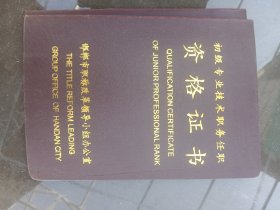 初级专业技术职务任职
资格证书
QUALIFICATION CERTIFICATE
OF JUNIOR PROFESSIONAL RANK
邯郸市职称改革领导小组办公室
THE TITLE REFORM LEADING
GROUP OFFICE OF HANDAN CITY